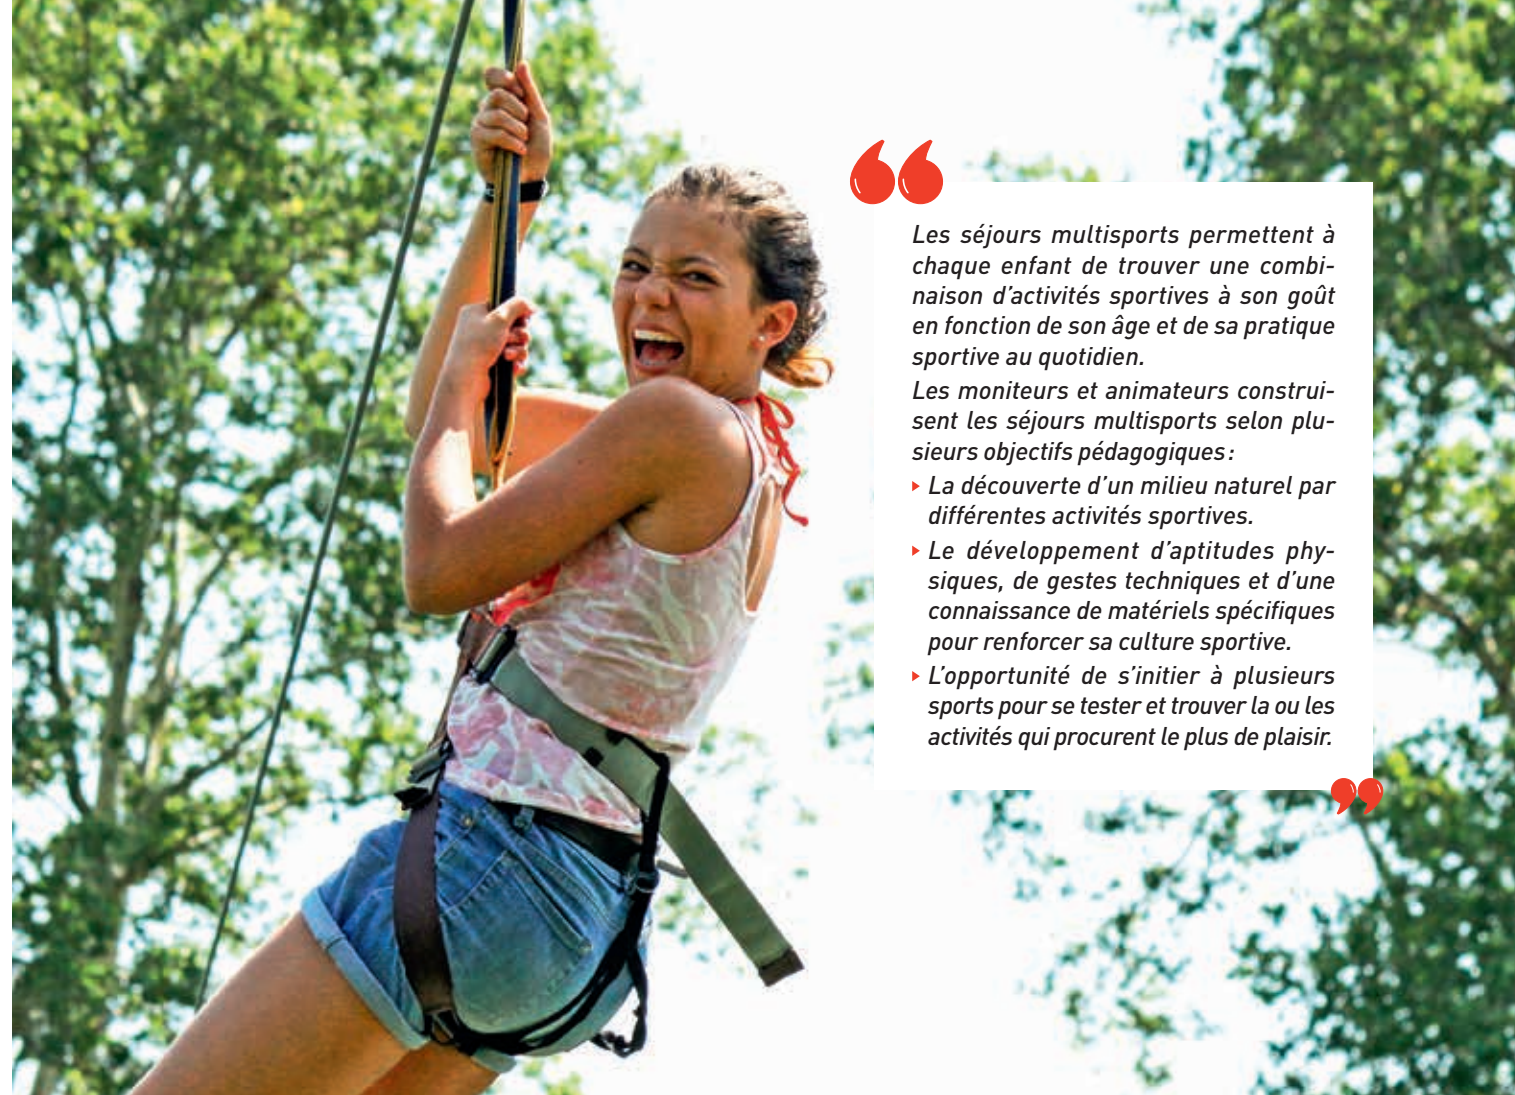 Les séjours multisports permettent à
chaque enfant de trouver une combi-
naison d'activités sportives à son goût
en fonction de son âge et de sa pratique
sportive au quotidien.
Les moniteurs et animateurs construi-
sent les séjours multisports selon plu-
sieurs objectifs pédagogiques :
‣ La découverte d'un milieu naturel par
différentes activités sportives.
‣ Le développement d'aptitudes phy-
siques, de gestes techniques et d'une
connaissance de matériels spécifiques
pour renforcer sa culture sportive.
‣ L'opportunité de s'initier à plusieurs
sports pour se tester et trouver la ou les
activités qui procurent le plus de plaisir.